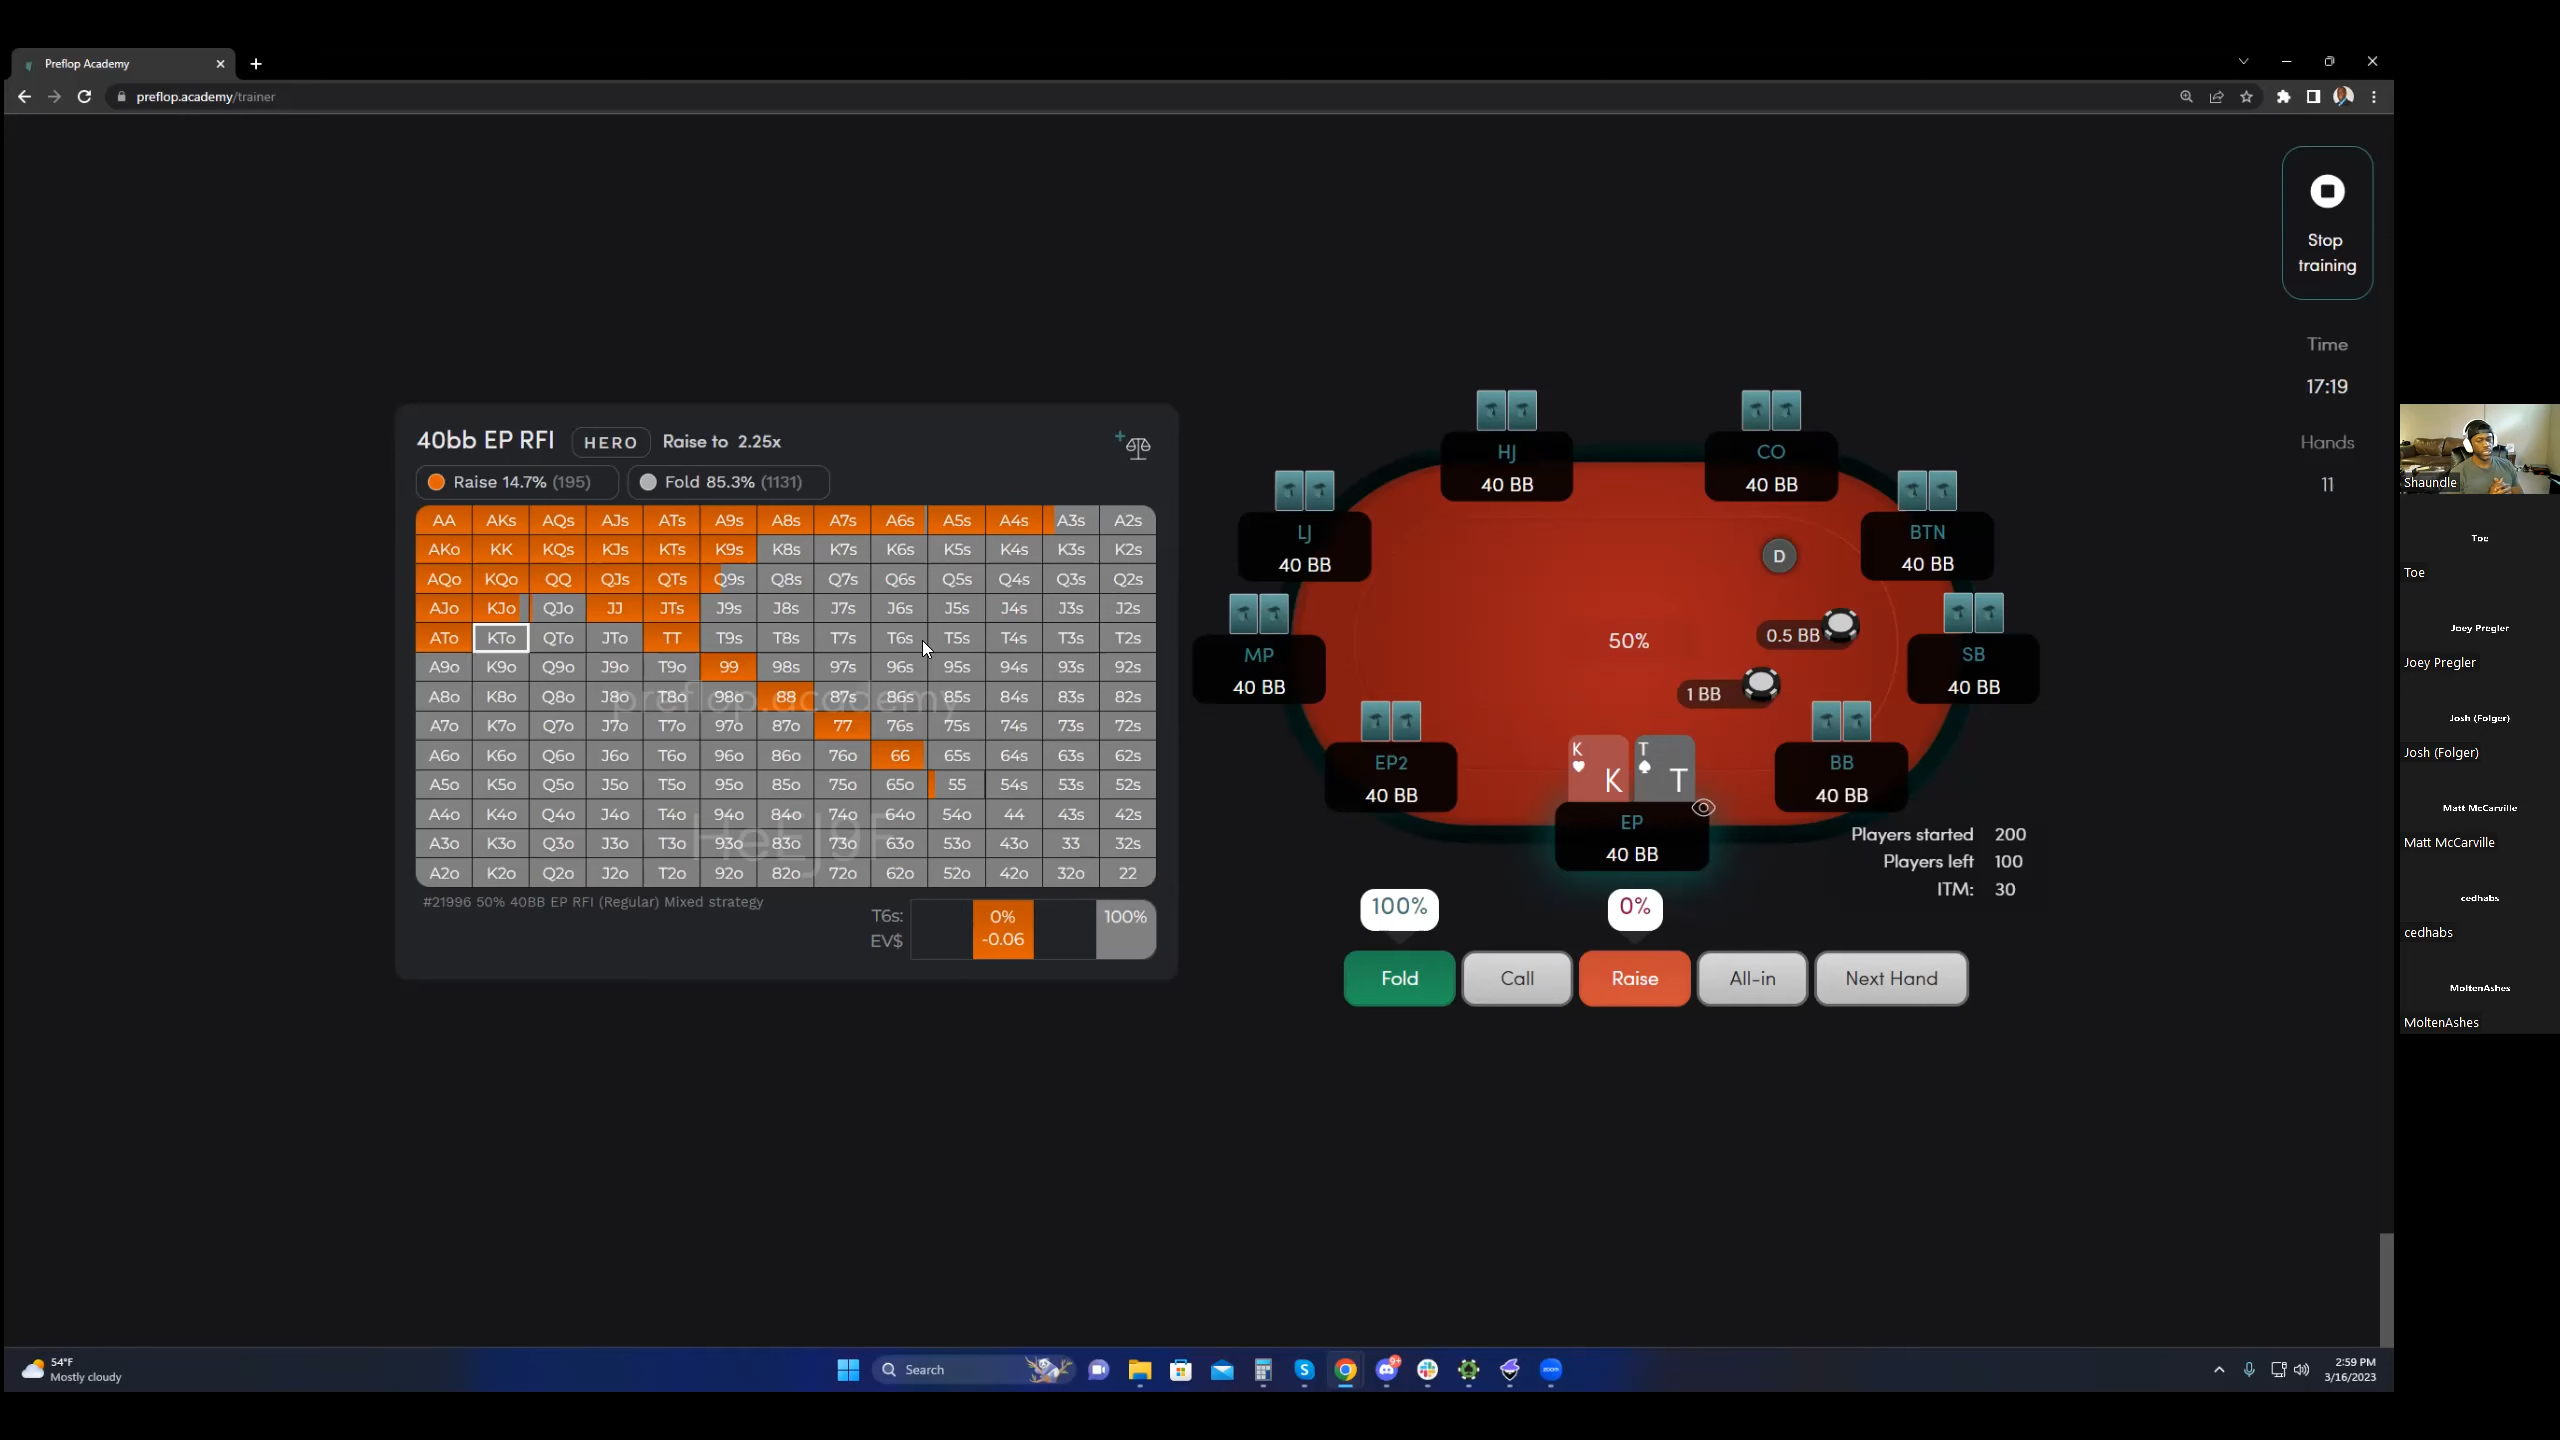 Preflop Academy
preflop.academy/trainer
Stop
training
Time
17:19
Hands
11
40bb EP RFI HERO Raise to 2.25x
Raise 14.7% (195) Fold 85.3% (1131)
AA AKs AQs AJs ATs A9s A8s A7s A6s A5s A4s A3s A2s
AKo KK KQs KJs KTs K9s K8s K7s K6s K5s K4s K3s K2s
AQo KQo QQ QJs QTs Q9s Q8s Q7s Q6s Q5s Q4s Q3s Q2s
AJo KJo QJo JJ JTs J9s J8s J7s J6s J5s J4s J3s J2s
ATo KTo QTo JTo TT T9s T8s T7s T6s T5s T4s T3s T2s
A9o K9o Q9o J9o T9o 99 98s 97s 96s 95s 94s 93s 92s
A8o K8o Q8o J8o T8o 98o 88 87s 86s 85s 84s 83s 82s
preflop.academy
A7o K7o Q7o J7o T7o 97o 87o 77 76s 75s 74s 73s 72s
A6o K6o Q6o J6o T6o 96o 86o 76o 66 65s 64s 63s 62s
A5o K5o Q5o J5o T5o 95o 85o 75o 65o 55 54s 53s 52s
A4o K4o Q4o J4o T4o 94o 84o 74o 64o 54o 44 43s 42s
HeEJ9F
A3o K3o Q3o J3o T3o 93o 83o 73o 63o 53o 43o 33 32s
A2o K2o Q2o J2o T2o 92o 82o 72o 62o 52o 42o 32o 22
#21996 50% 40BB EP RFI (Regular) Mixed strategy
T6s: 0% 100%
EV$ -0.06
HJ
40 BB
CO
40 BB
LJ
40 BB
BTN
40 BB
D
MP
40 BB
50%
0.5 BB
1 BB
SB
40 BB
EP2
40 BB
K K
T T
BB
40 BB
EP
40 BB
Players started 200
Players left 100
ITM: 30
100%
0%
Fold Call Raise All-in Next Hand
Shaundle
Toe
Toe
Joey Pregler
Joey Pregler
Josh (Folger)
Josh (Folger)
Matt McCarville
Matt McCarville
cedhabs
cedhabs
MoltenAshes
MoltenAshes
54°F
Mostly cloudy
Search
9+
zoom
2:59 PM
3/16/2023